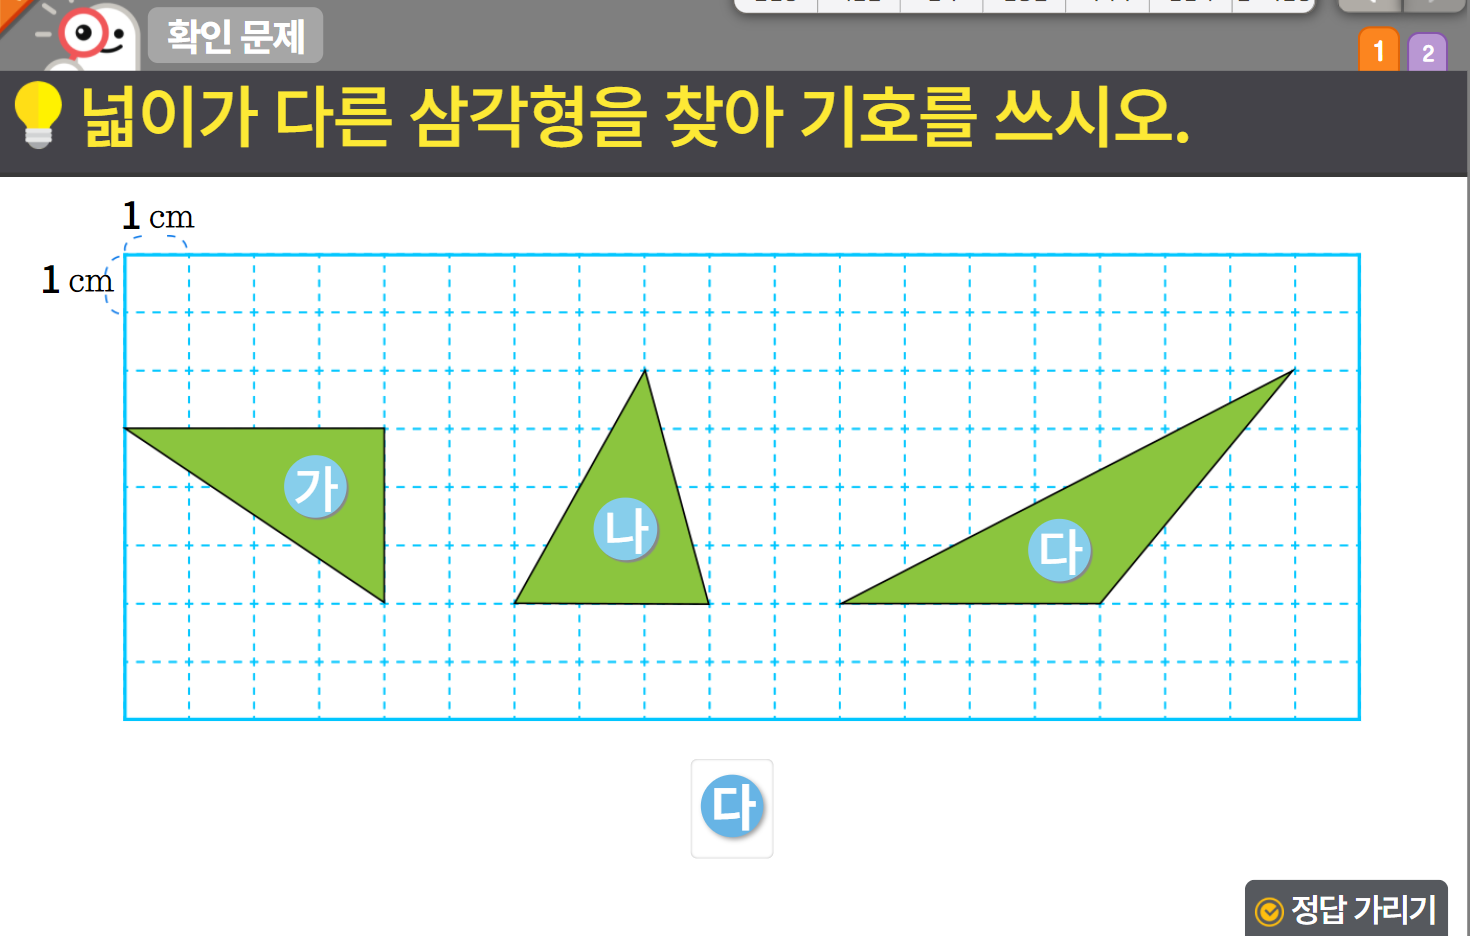 확인 문제
1
2
넓이가 다른 삼각형을 찾아 기호를 쓰시오.
1 cm
1 cm
가
나
다
다
정답 가리기